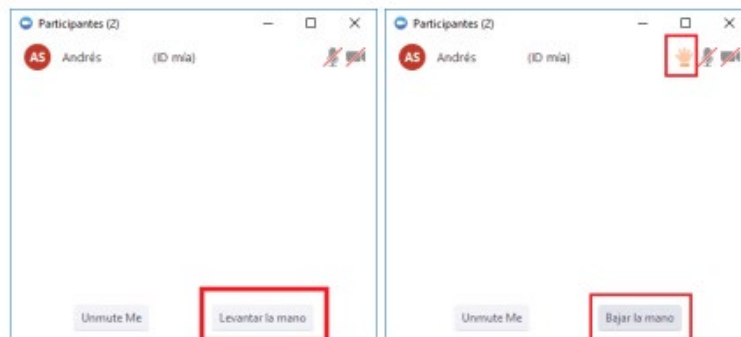 Participantes (2)
AS Andrés (ID mía)
Unmute Me Levantar la mano
Participantes (2)
AS Andrés (ID mía)
Unmute Me Bajar la mano